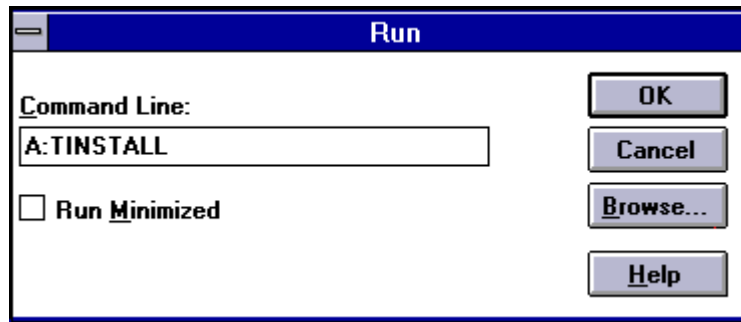 Run
Command Line:
A:TINSTALL
Run Minimized
OK
Cancel
Browse...
Help